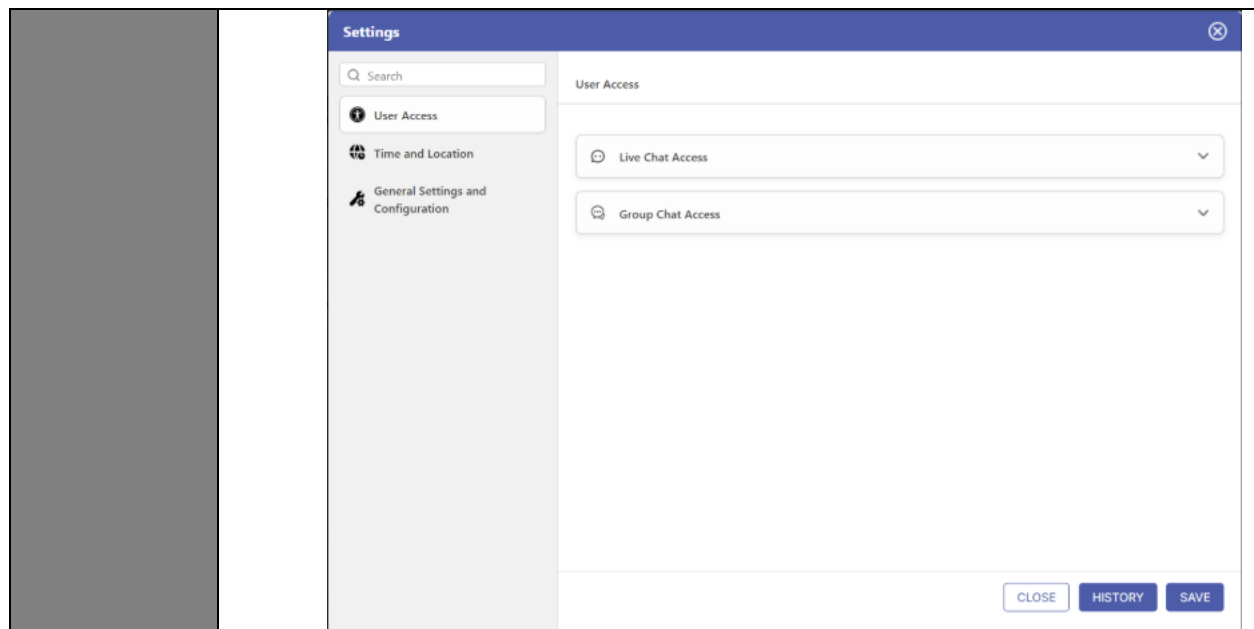 Settings
Search
User Access
Time and Location
General Settings and
Configuration
User Access
Live Chat Access
Group Chat Access
CLOSE
HISTORY
SAVE